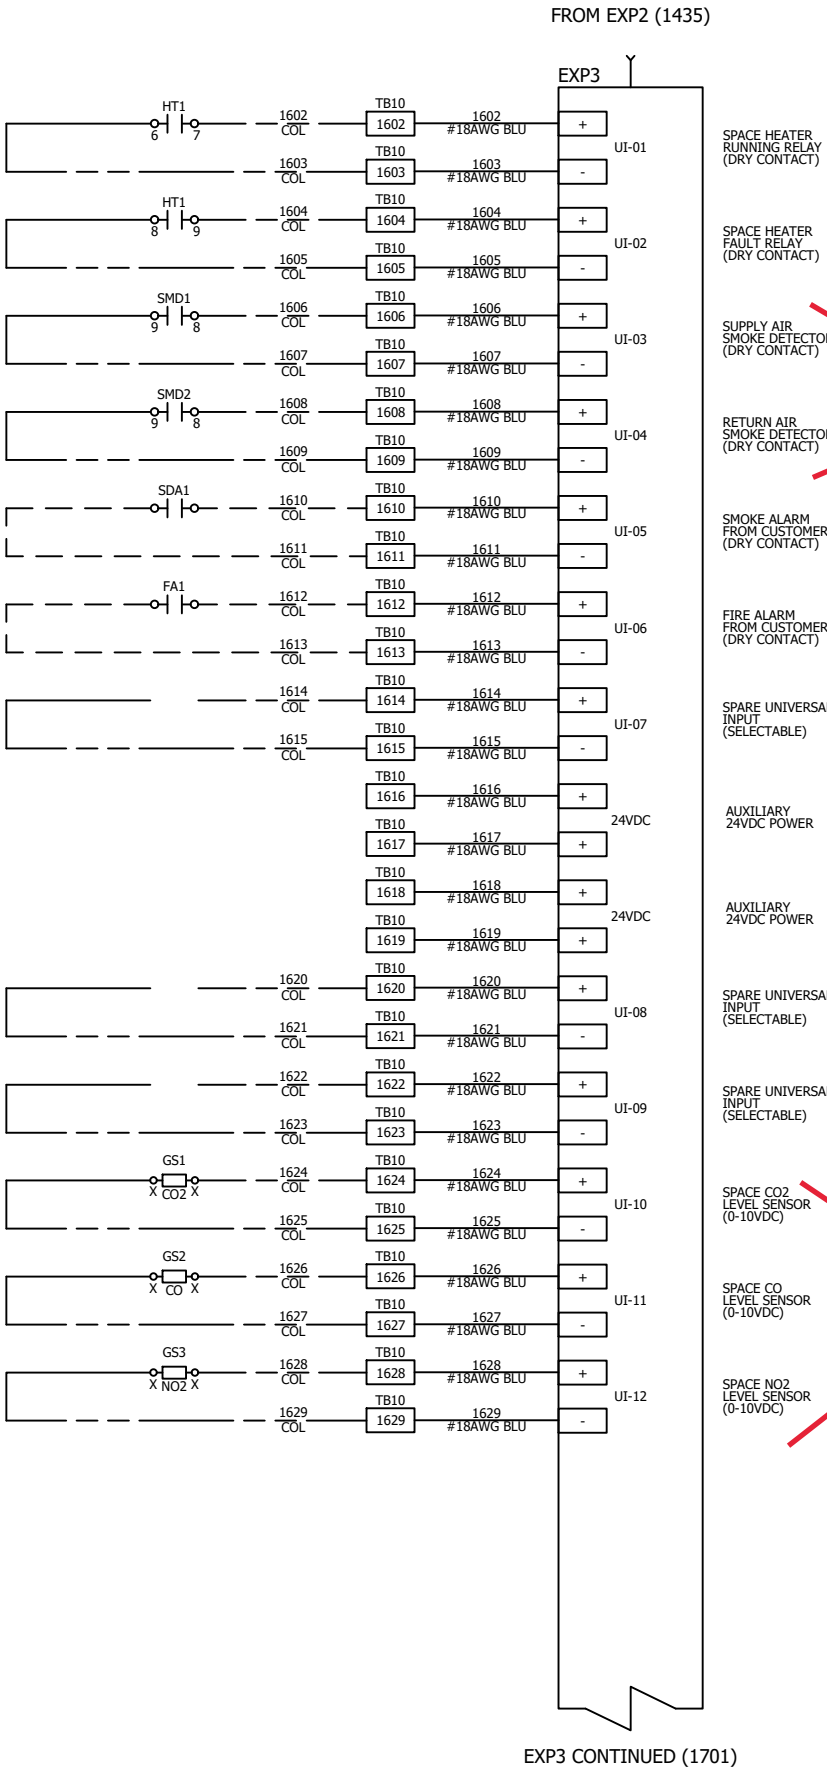 FROM EXP2 (1435)
EXP3
HT1
6 7
1602
COL
TB10
1602
1602
#18AWG BLU
+
UI-01
SPACE HEATER
RUNNING RELAY
(DRY CONTACT)
1603
COL
TB10
1603
1603
#18AWG BLU
-
HT1
8 9
1604
COL
TB10
1604
1604
#18AWG BLU
+
UI-02
SPACE HEATER
FAULT RELAY
(DRY CONTACT)
1605
COL
TB10
1605
1605
#18AWG BLU
-
SMD1
9 8
1606
COL
TB10
1606
1606
#18AWG BLU
+
UI-03
SUPPLY AIR
SMOKE DETECTOR
(DRY CONTACT)
1607
COL
TB10
1607
1607
#18AWG BLU
-
SMD2
9 8
1608
COL
TB10
1608
1608
#18AWG BLU
+
UI-04
RETURN AIR
SMOKE DETECTOR
(DRY CONTACT)
1609
COL
TB10
1609
1609
#18AWG BLU
-
SDA1
1610
COL
TB10
1610
1610
#18AWG BLU
+
UI-05
SMOKE ALARM
FROM CUSTOMER
(DRY CONTACT)
1611
COL
TB10
1611
1611
#18AWG BLU
-
FA1
1612
COL
TB10
1612
1612
#18AWG BLU
+
UI-06
FIRE ALARM
FROM CUSTOMER
(DRY CONTACT)
1613
COL
TB10
1613
1613
#18AWG BLU
-
1614
COL
TB10
1614
1614
#18AWG BLU
+
UI-07
SPARE UNIVERSAL
INPUT
(SELECTABLE)
1615
COL
TB10
1615
1615
#18AWG BLU
-
TB10
1616
1616
#18AWG BLU
+
24VDC
AUXILIARY
24VDC POWER
TB10
1617
1617
#18AWG BLU
+
TB10
1618
1618
#18AWG BLU
+
24VDC
AUXILIARY
24VDC POWER
TB10
1619
1619
#18AWG BLU
+
1620
COL
TB10
1620
1620
#18AWG BLU
+
UI-08
SPARE UNIVERSAL
INPUT
(SELECTABLE)
1621
COL
TB10
1621
1621
#18AWG BLU
-
1622
COL
TB10
1622
1622
#18AWG BLU
+
UI-09
SPARE UNIVERSAL
INPUT
(SELECTABLE)
1623
COL
TB10
1623
1623
#18AWG BLU
-
GS1
X CO2 X
1624
COL
TB10
1624
1624
#18AWG BLU
+
UI-10
SPACE CO2
LEVEL SENSOR
(0-10VDC)
1625
COL
TB10
1625
1625
#18AWG BLU
-
GS2
X CO X
1626
COL
TB10
1626
1626
#18AWG BLU
+
UI-11
SPACE CO
LEVEL SENSOR
(0-10VDC)
1627
COL
TB10
1627
1627
#18AWG BLU
-
GS3
X NO2 X
1628
COL
TB10
1628
1628
#18AWG BLU
+
UI-12
SPACE NO2
LEVEL SENSOR
(0-10VDC)
1629
COL
TB10
1629
1629
#18AWG BLU
-
EXP3 CONTINUED (1701)